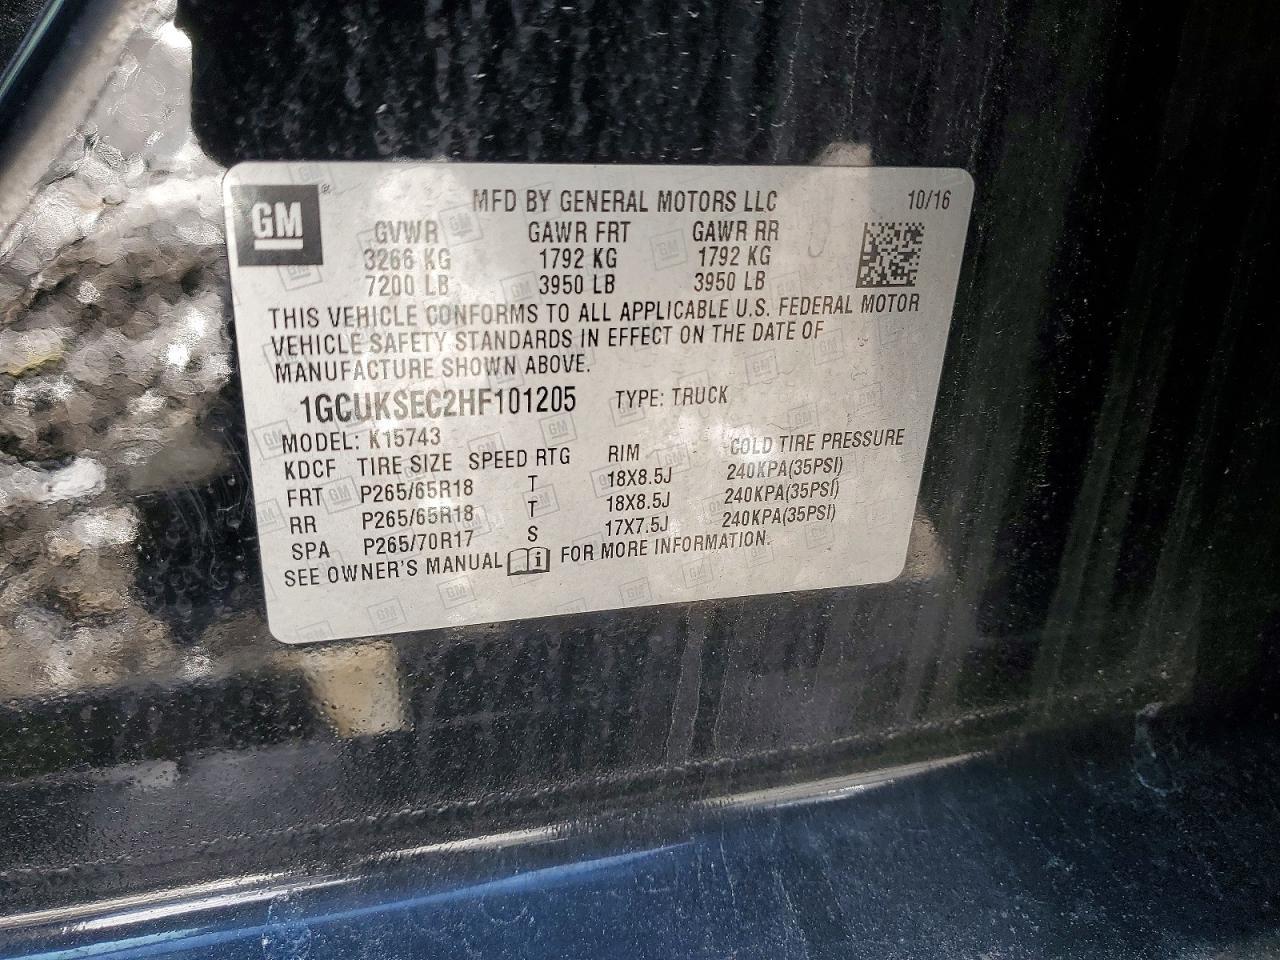 GM®
MFD BY GENERAL MOTORS LLC 10/16
GVWR GAWR FRT GAWR RR
3266 KG 1792 KG 1792 KG
7200 LB 3950 LB 3950 LB
THIS VEHICLE CONFORMS TO ALL APPLICABLE U.S. FEDERAL MOTOR
VEHICLE SAFETY STANDARDS IN EFFECT ON THE DATE OF
MANUFACTURE SHOWN ABOVE.
1GCUKSEC2HF101205 TYPE: TRUCK
MODEL: K15743
KDCF TIRE SIZE SPEED RTG RIM COLD TIRE PRESSURE
FRT P265/65R18 T 18X8.5J 240KPA(35PSI)
RR P265/65R18 T 18X8.5J 240KPA(35PSI)
SPA P265/70R17 S 17X7.5J 240KPA(35PSI)
SEE OWNER'S MANUAL i FOR MORE INFORMATION.